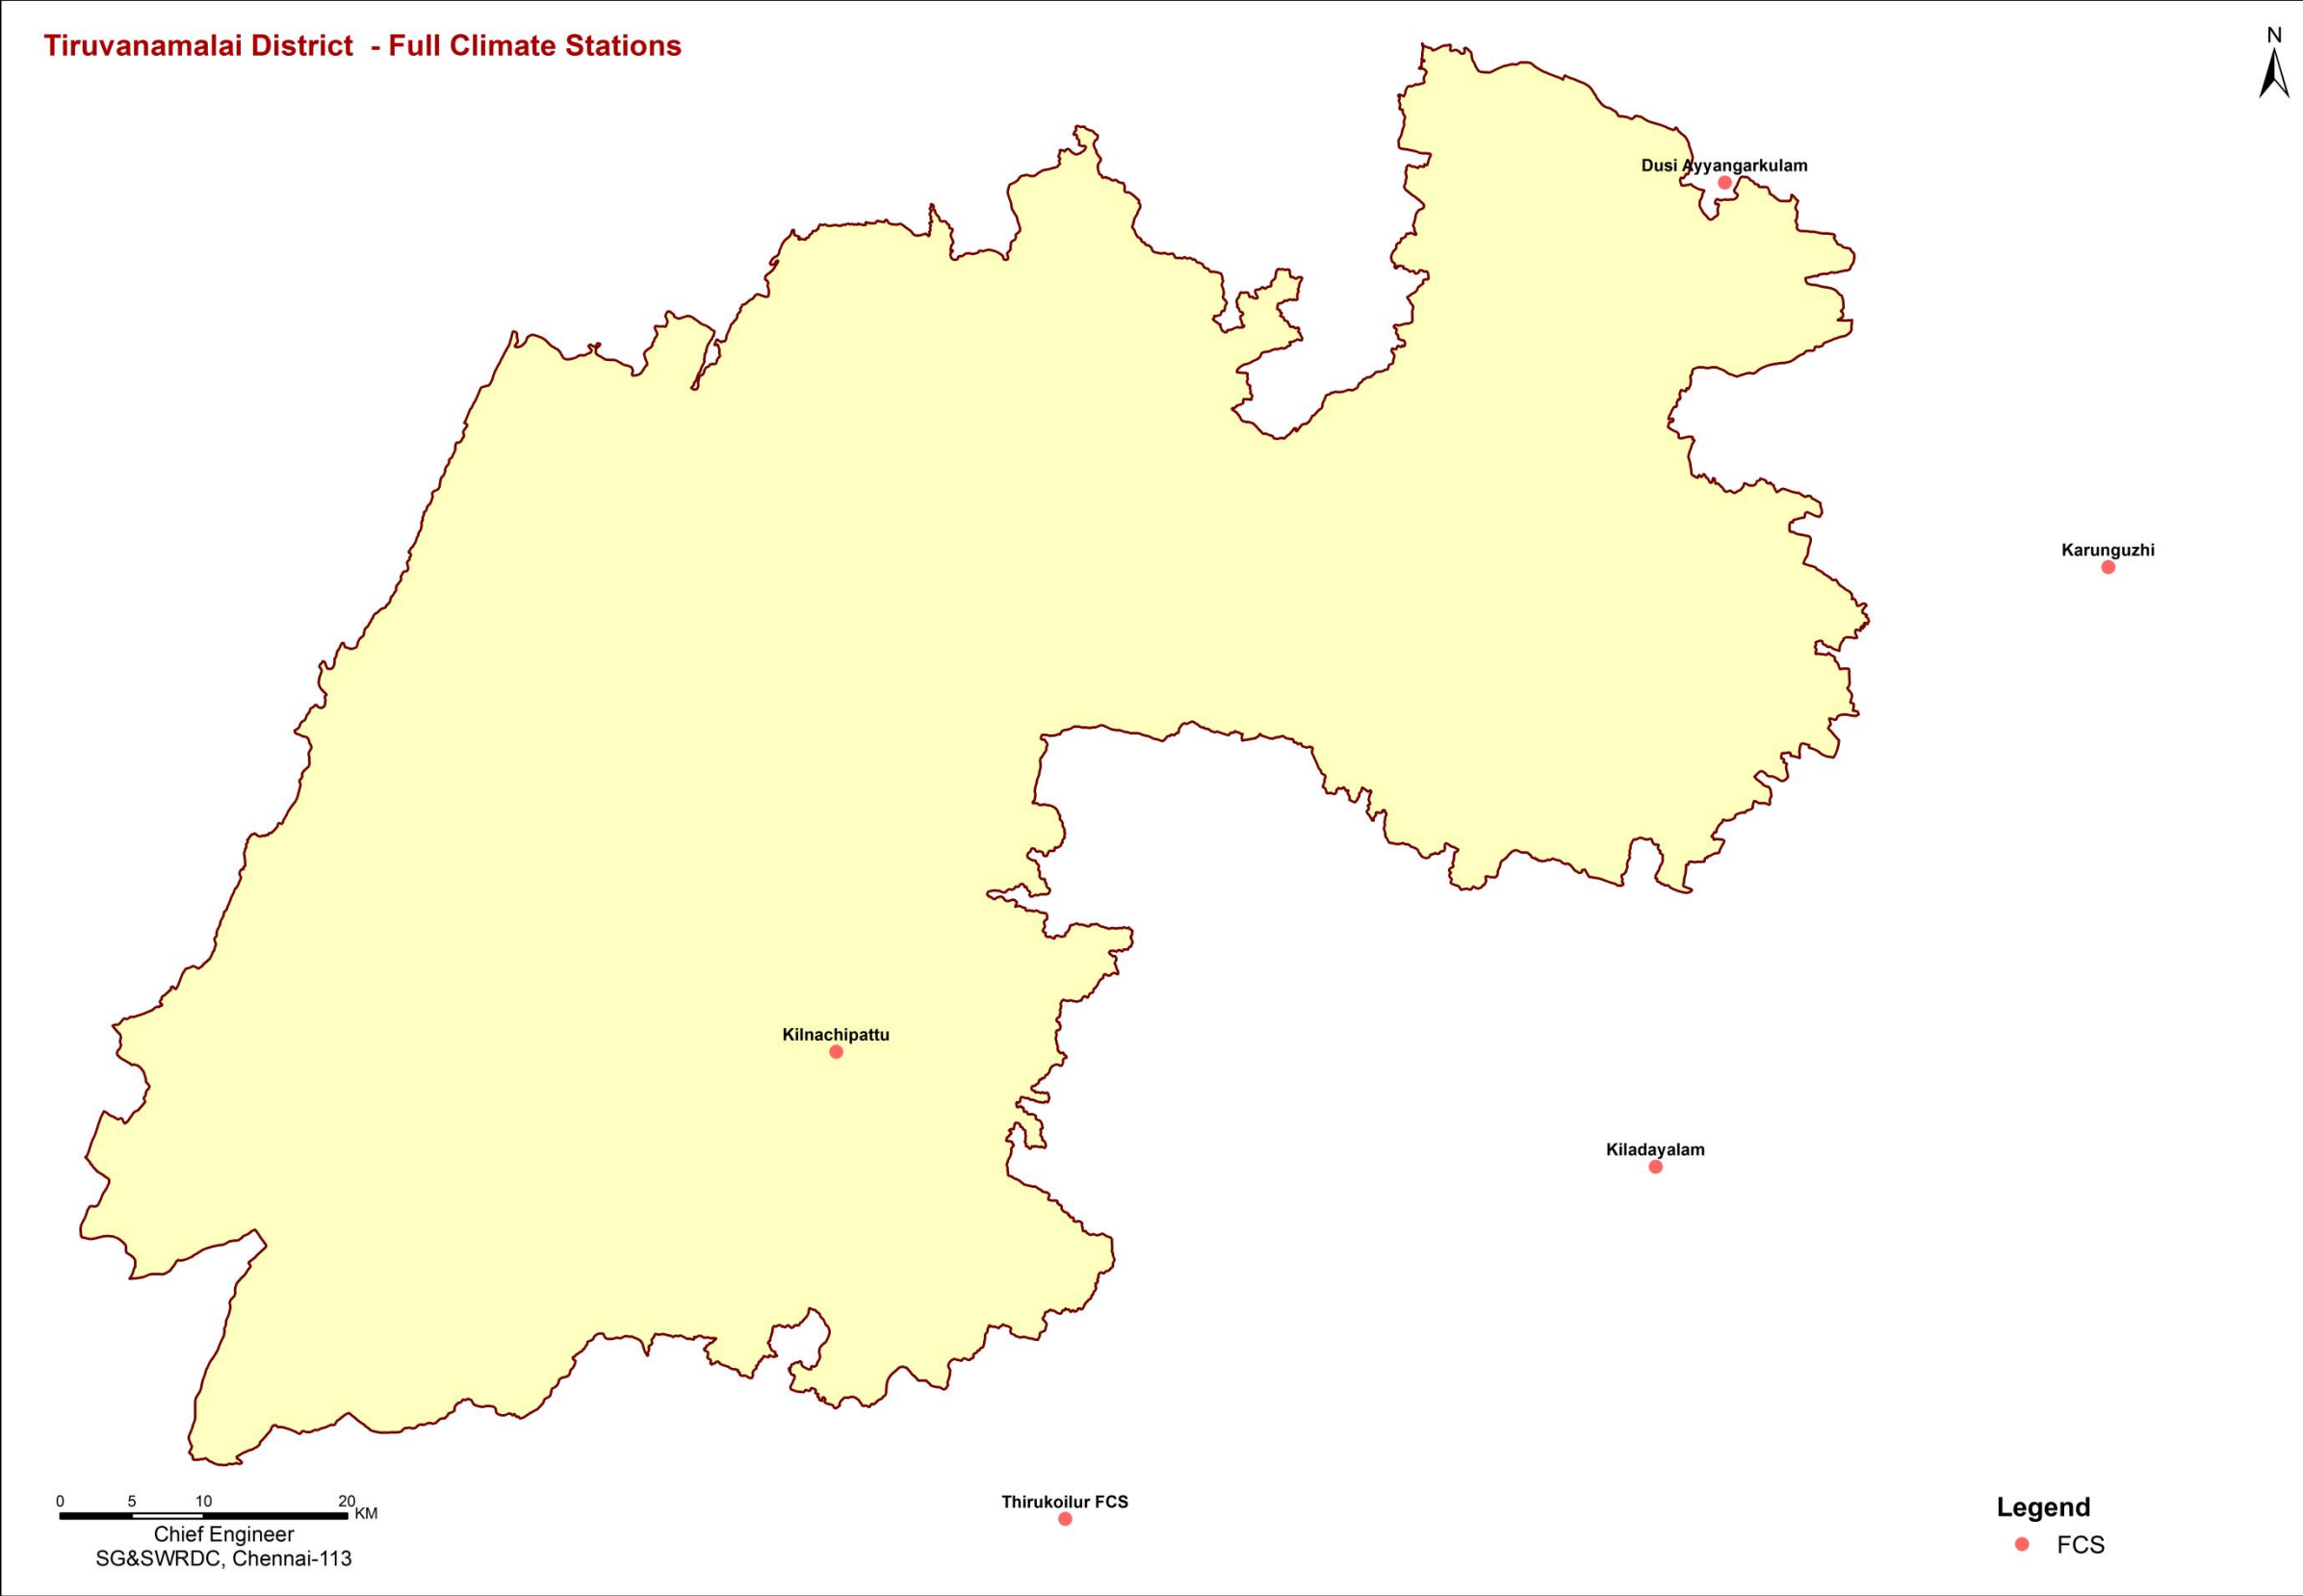 Tiruvanamalai District - Full Climate Stations
N
Dusi Ayyangarkulam
Karunguzhi
Kilnachipattu
Kiladayalam
Thirukoilur FCS
0 5 10 20
KM
Chief Engineer
SG&SWRDC, Chennai-113
Legend
FCS